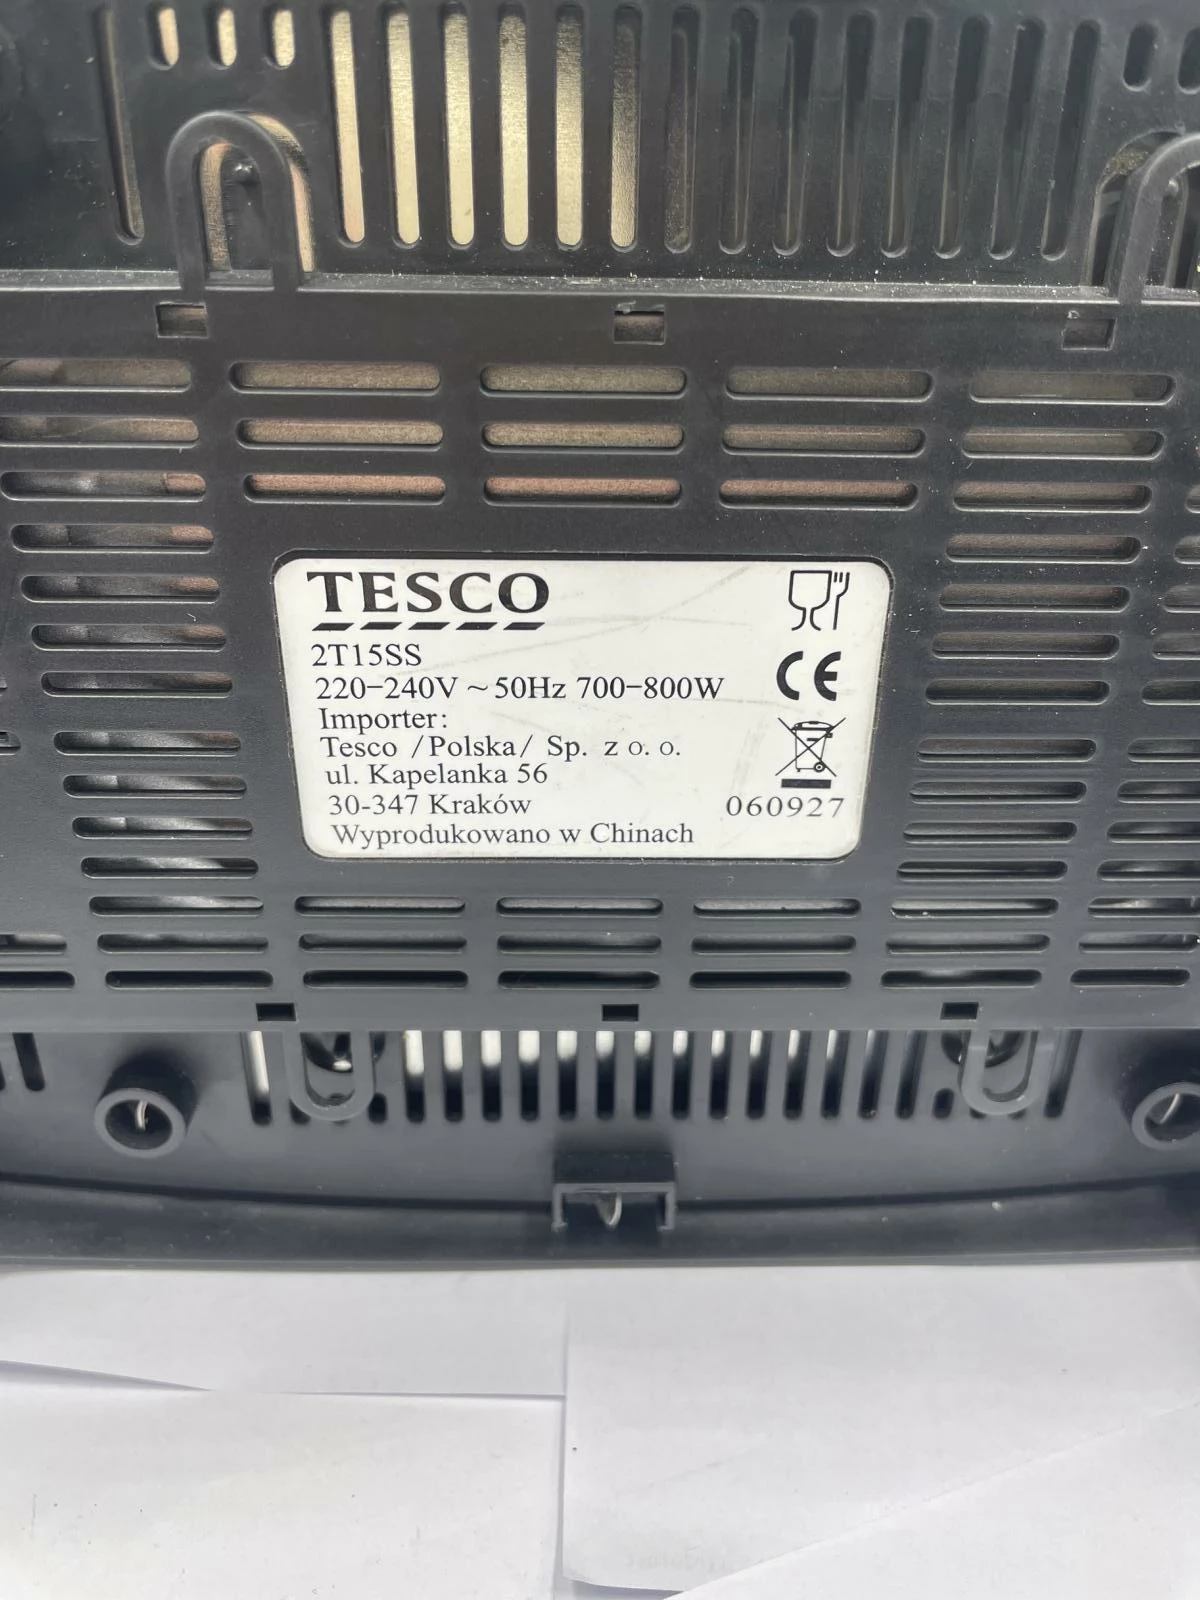 TESCO
2T15SS
220-240V ~ 50Hz 700-800W
Importer:
Tesco /Polska/ Sp. z o. o.
ul. Kapelanka 56
30-347 Kraków
060927
Wyprodukowano w Chinach